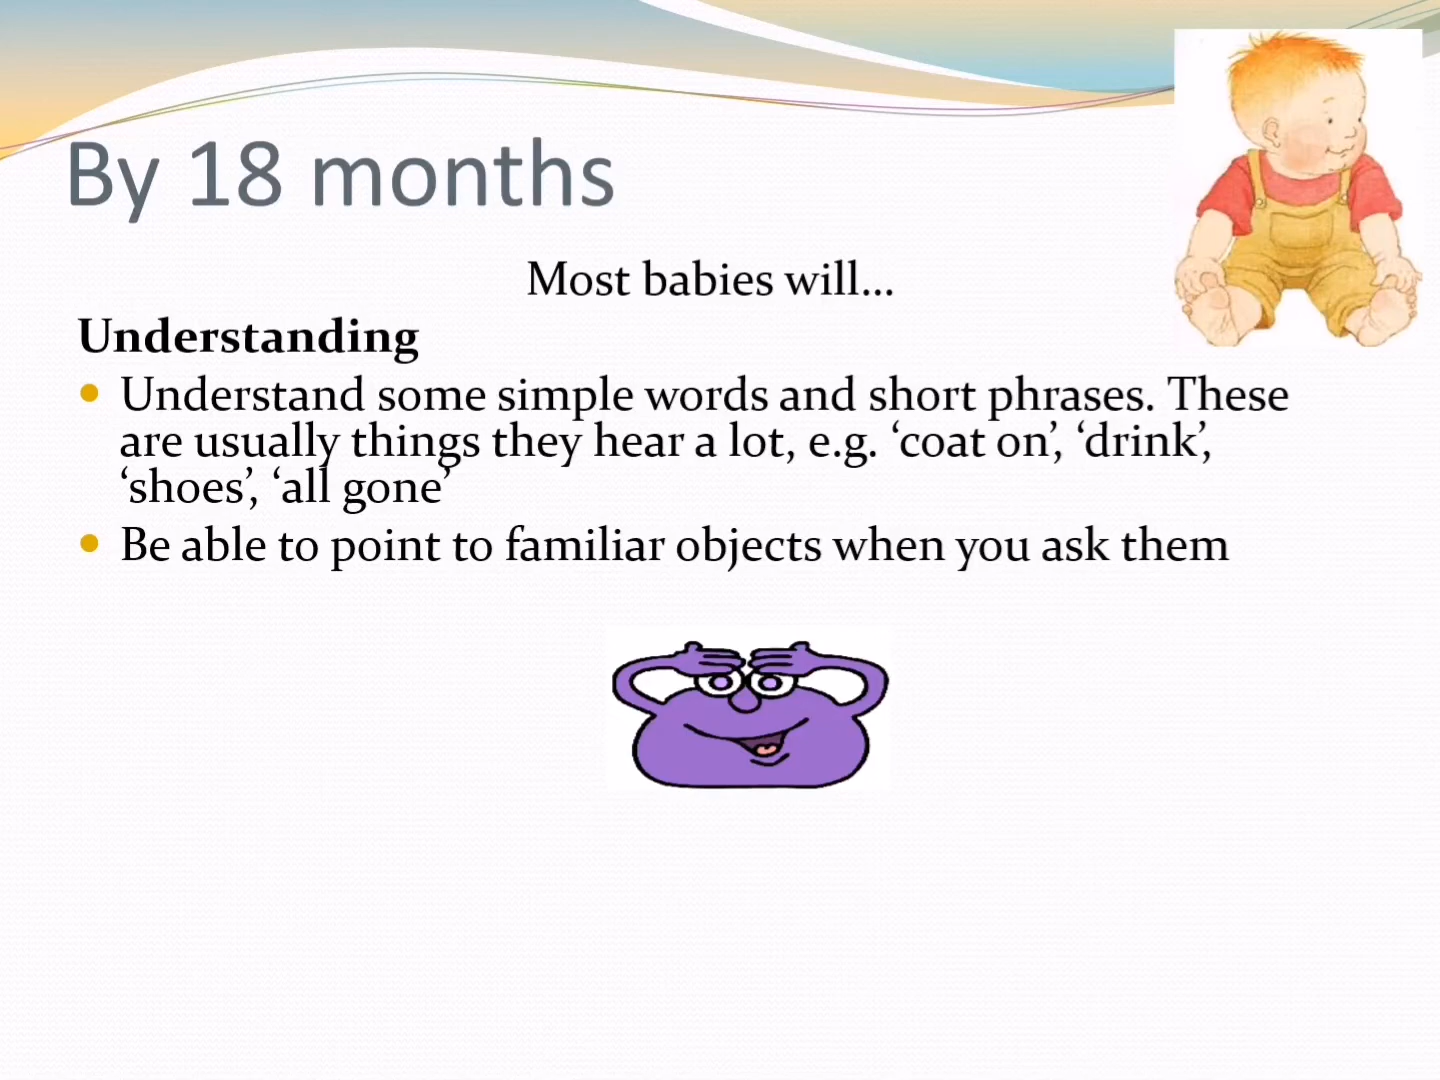 By 18 months
Most babies will...
Understanding
Understand some simple words and short phrases. These
are usually things they hear a lot, e.g. ‘coat on’, ‘drink’,
‘shoes’, ‘all gone’
Be able to point to familiar objects when you ask them